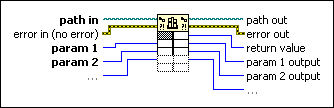 path in
path out
error in (no error)
error out
param 1
return value
param 2
param 1 output
...
param 2 output
...